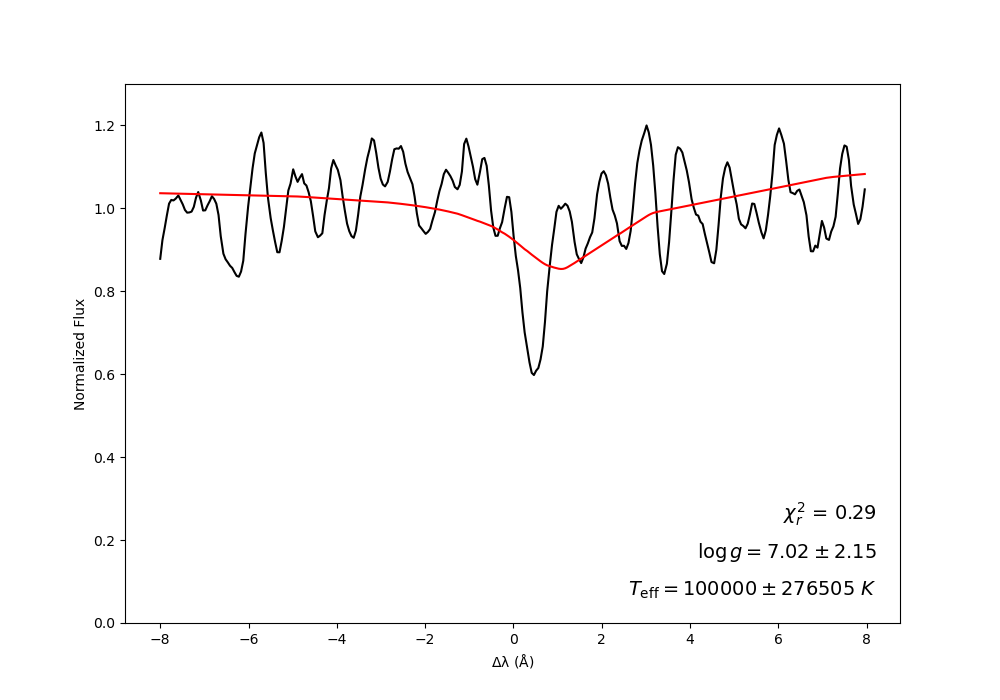 1.2
1.0
0.8
0.6
0.4
0.2
0.0
Normalized Flux
χ²ᵣ = 0.29
log g = 7.02 ± 2.15
T_eff = 100000 ± 276505 K
−8 −6 −4 −2 0 2 4 6 8
Δλ (Å)